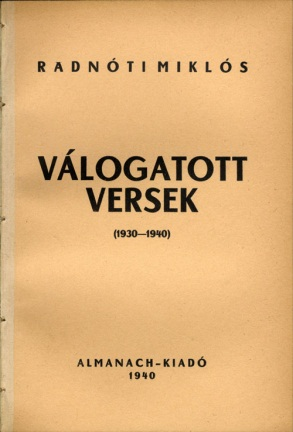 RADNÓTI MIKLÓS
VÁLOGATOTT
VERSEK
(1930—1940)
ALMANACH-KIADÓ
1940